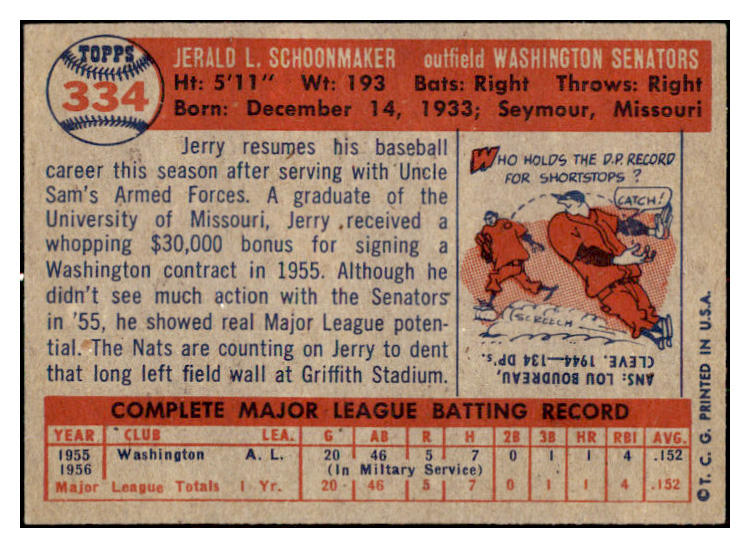 TOPPS
334
JERALD L. SCHOONMAKER outfield WASHINGTON SENATORS
Ht: 5'11" Wt: 193 Bats: Right Throws: Right
Born: December 14, 1933; Seymour, Missouri
Jerry resumes his baseball
career this season after serving with Uncle
Sam's Armed Forces. A graduate of the
University of Missouri, Jerry received a
whopping $30,000 bonus for signing a
Washington contract in 1955. Although he
didn't see much action with the Senators
in '55, he showed real Major League poten-
tial. The Nats are counting on Jerry to dent
that long left field wall at Griffith Stadium.
WHO HOLDS THE D.P. RECORD
FOR SHORTSTOPS?
CATCH!
SCREECH
ANS: LOU BOUDREAU,
CLEVE. 1944—134 DP's.
COMPLETE MAJOR LEAGUE BATTING RECORD
YEAR CLUB LEA. G AB R H 2B 3B HR RBI AVG.
1955 Washington A. L. 20 46 5 7 0 1 1 4 .152
1956 (In Miltary Service)
Major League Totals 1 Yr. 20 46 5 7 0 1 1 4 .152
© T. C. G. PRINTED IN U.S.A.